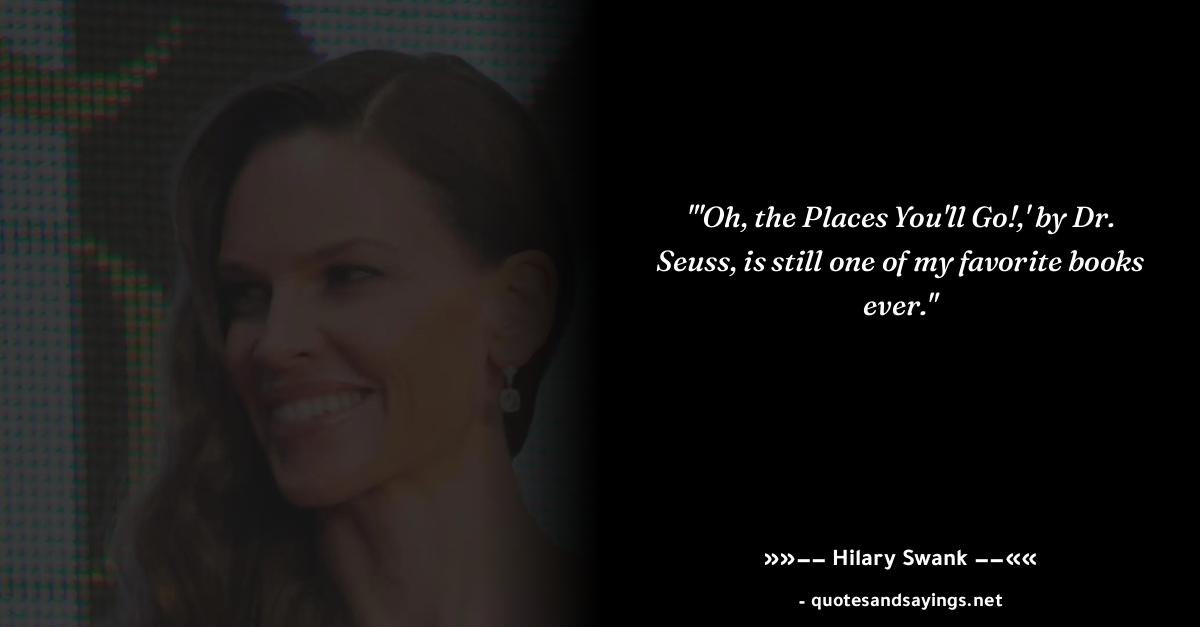 "'Oh, the Places You'll Go!,' by Dr.
Seuss, is still one of my favorite books
ever."
»»–– Hilary Swank ––««
- quotesandsayings.net